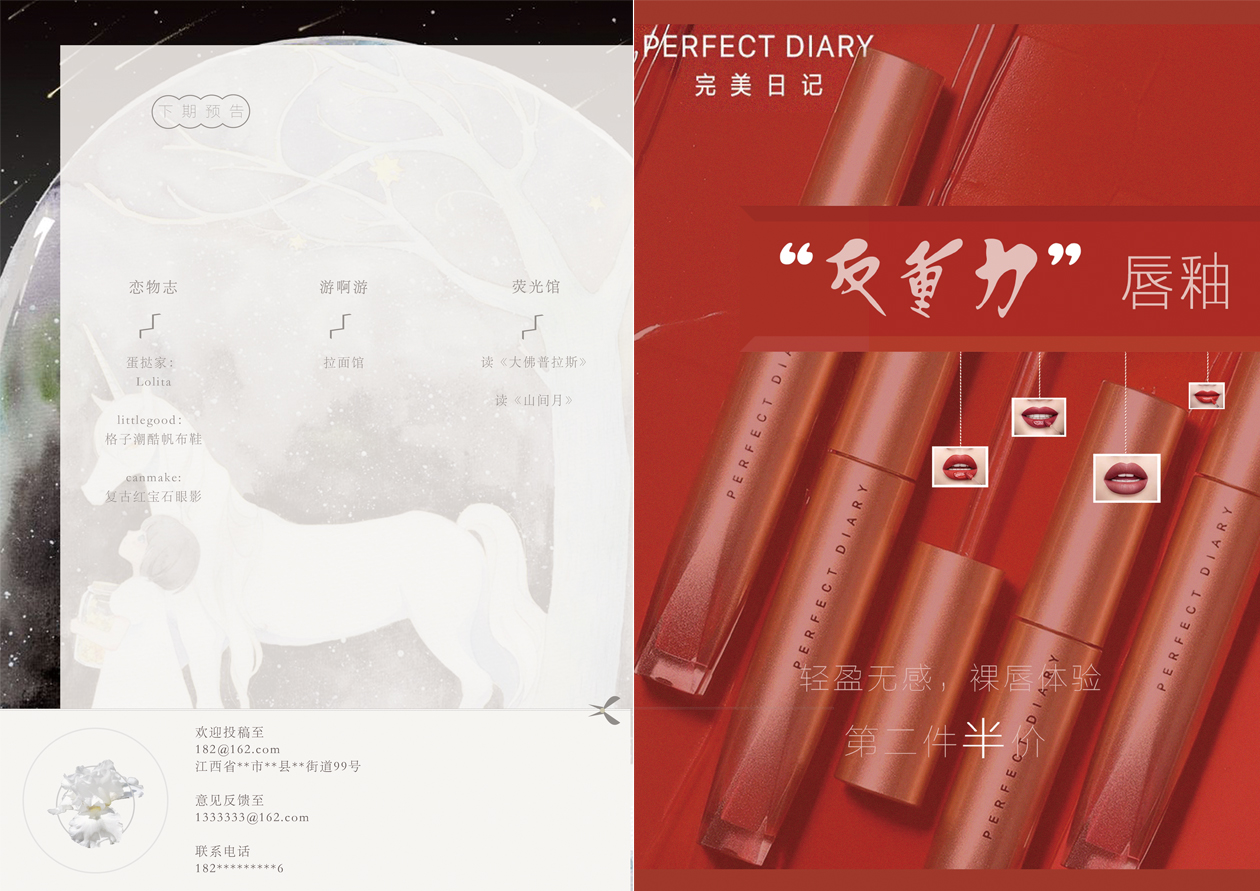 下期预告
恋物志
蛋挞家：
Lolita
littlegood：
格子潮酷帆布鞋
canmake：
复古红宝石眼影
游啊游
拉面馆
荧光馆
读《大佛普拉斯》
读《山间月》
欢迎投稿至
182@162.com
江西省**市**县**街道99号
意见反馈至
1333333@162.com
联系电话
182*********6
PERFECT DIARY
完美日记
“反重力”唇釉
PERFECT DIA
PERFECT DIARY
PERFECT DIARY
PERFECT DIARY
轻盈无感，裸唇体验
第二件半价